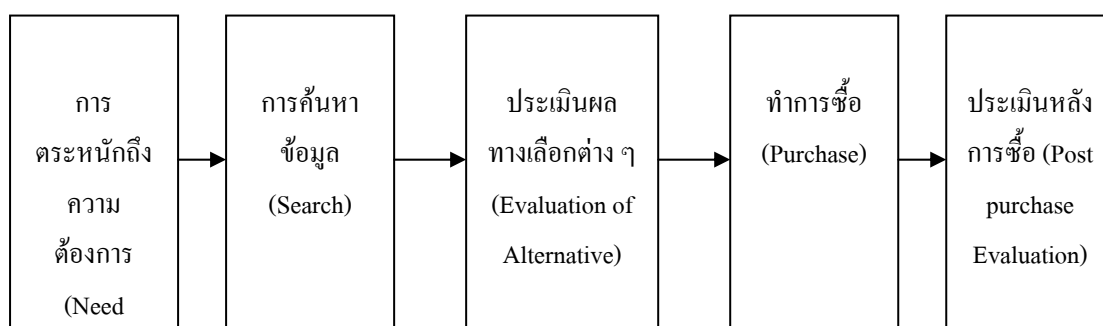 การ
ตระหนักถึง
ความ
ต้องการ
(Need
การค้นหา
ข้อมูล
(Search)
ประเมินผล
ทางเลือกต่าง ๆ
(Evaluation of
Alternative)
ทำการซื้อ
(Purchase)
ประเมินหลัง
การซื้อ (Post
purchase
Evaluation)